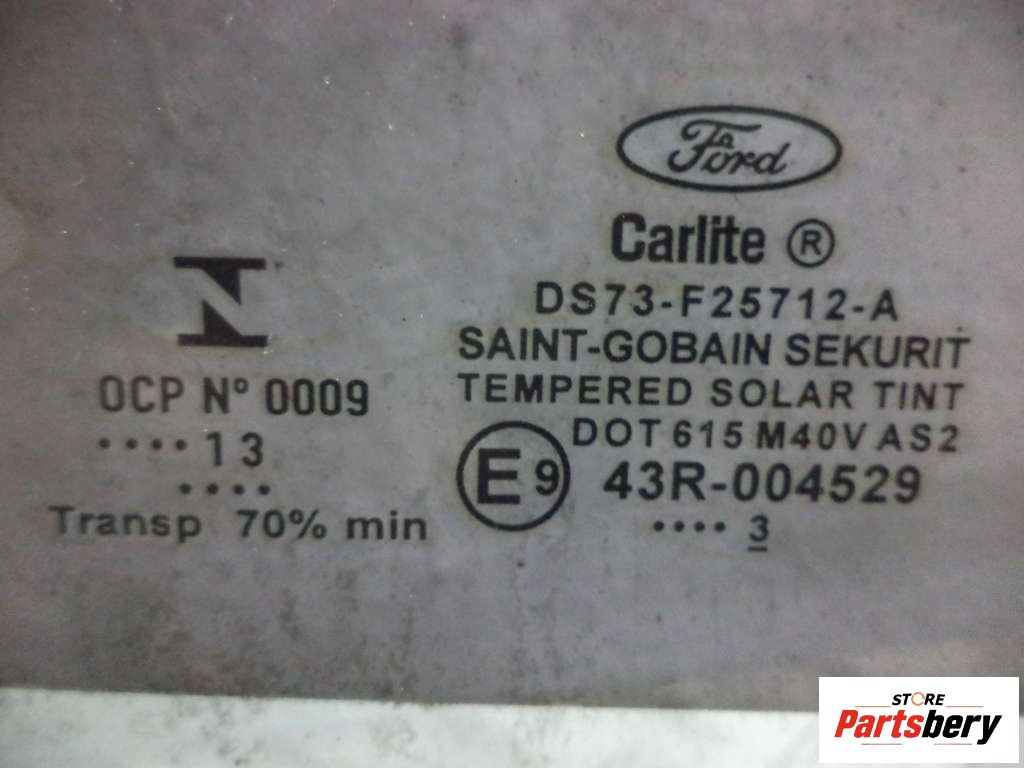 Ford
Carlite ®
DS73-F25712-A
SAINT-GOBAIN SEKURIT
TEMPERED SOLAR TINT
DOT 615 M40V AS2
E9 43R-004529
.... 3
N
OCP Nº 0009
....13
....
Transp 70% min
STORE
Partsbery